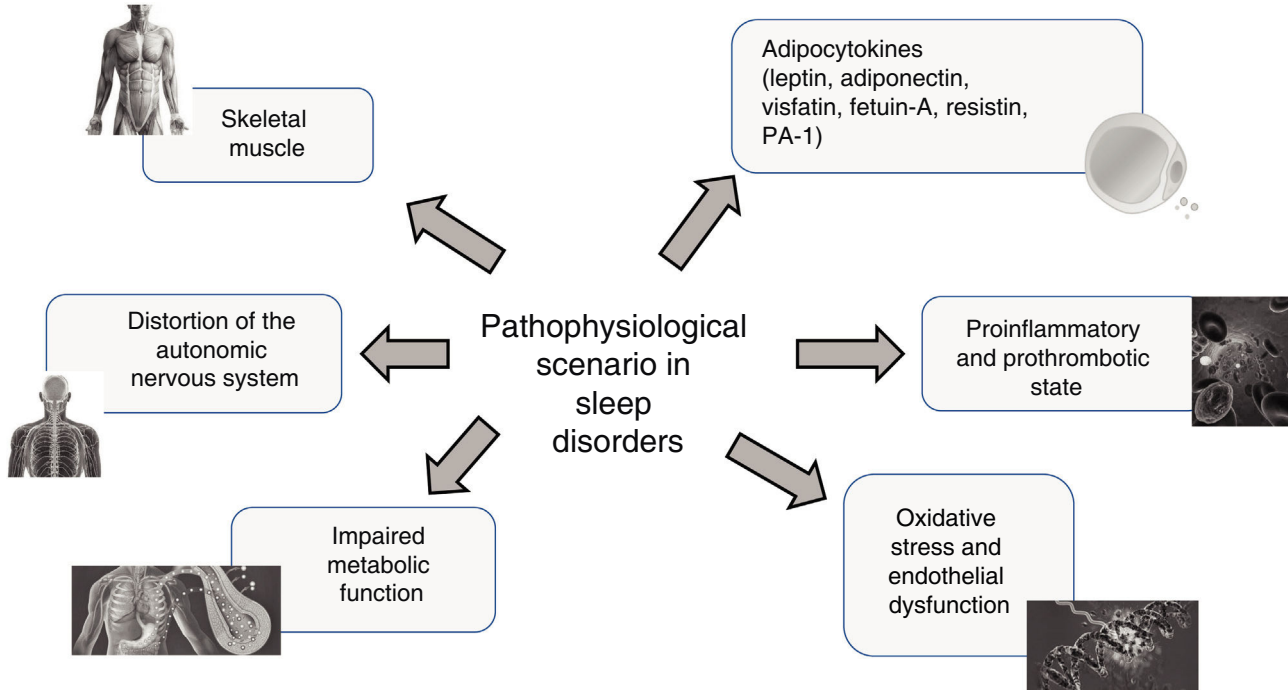 Skeletal
muscle
Adipocytokines
(leptin, adiponectin,
visfatin, fetuin-A, resistin,
PA-1)
Distortion of the
autonomic
nervous system
Pathophysiological
scenario in
sleep
disorders
Proinflammatory
and prothrombotic
state
Impaired
metabolic
function
Oxidative
stress and
endothelial
dysfunction